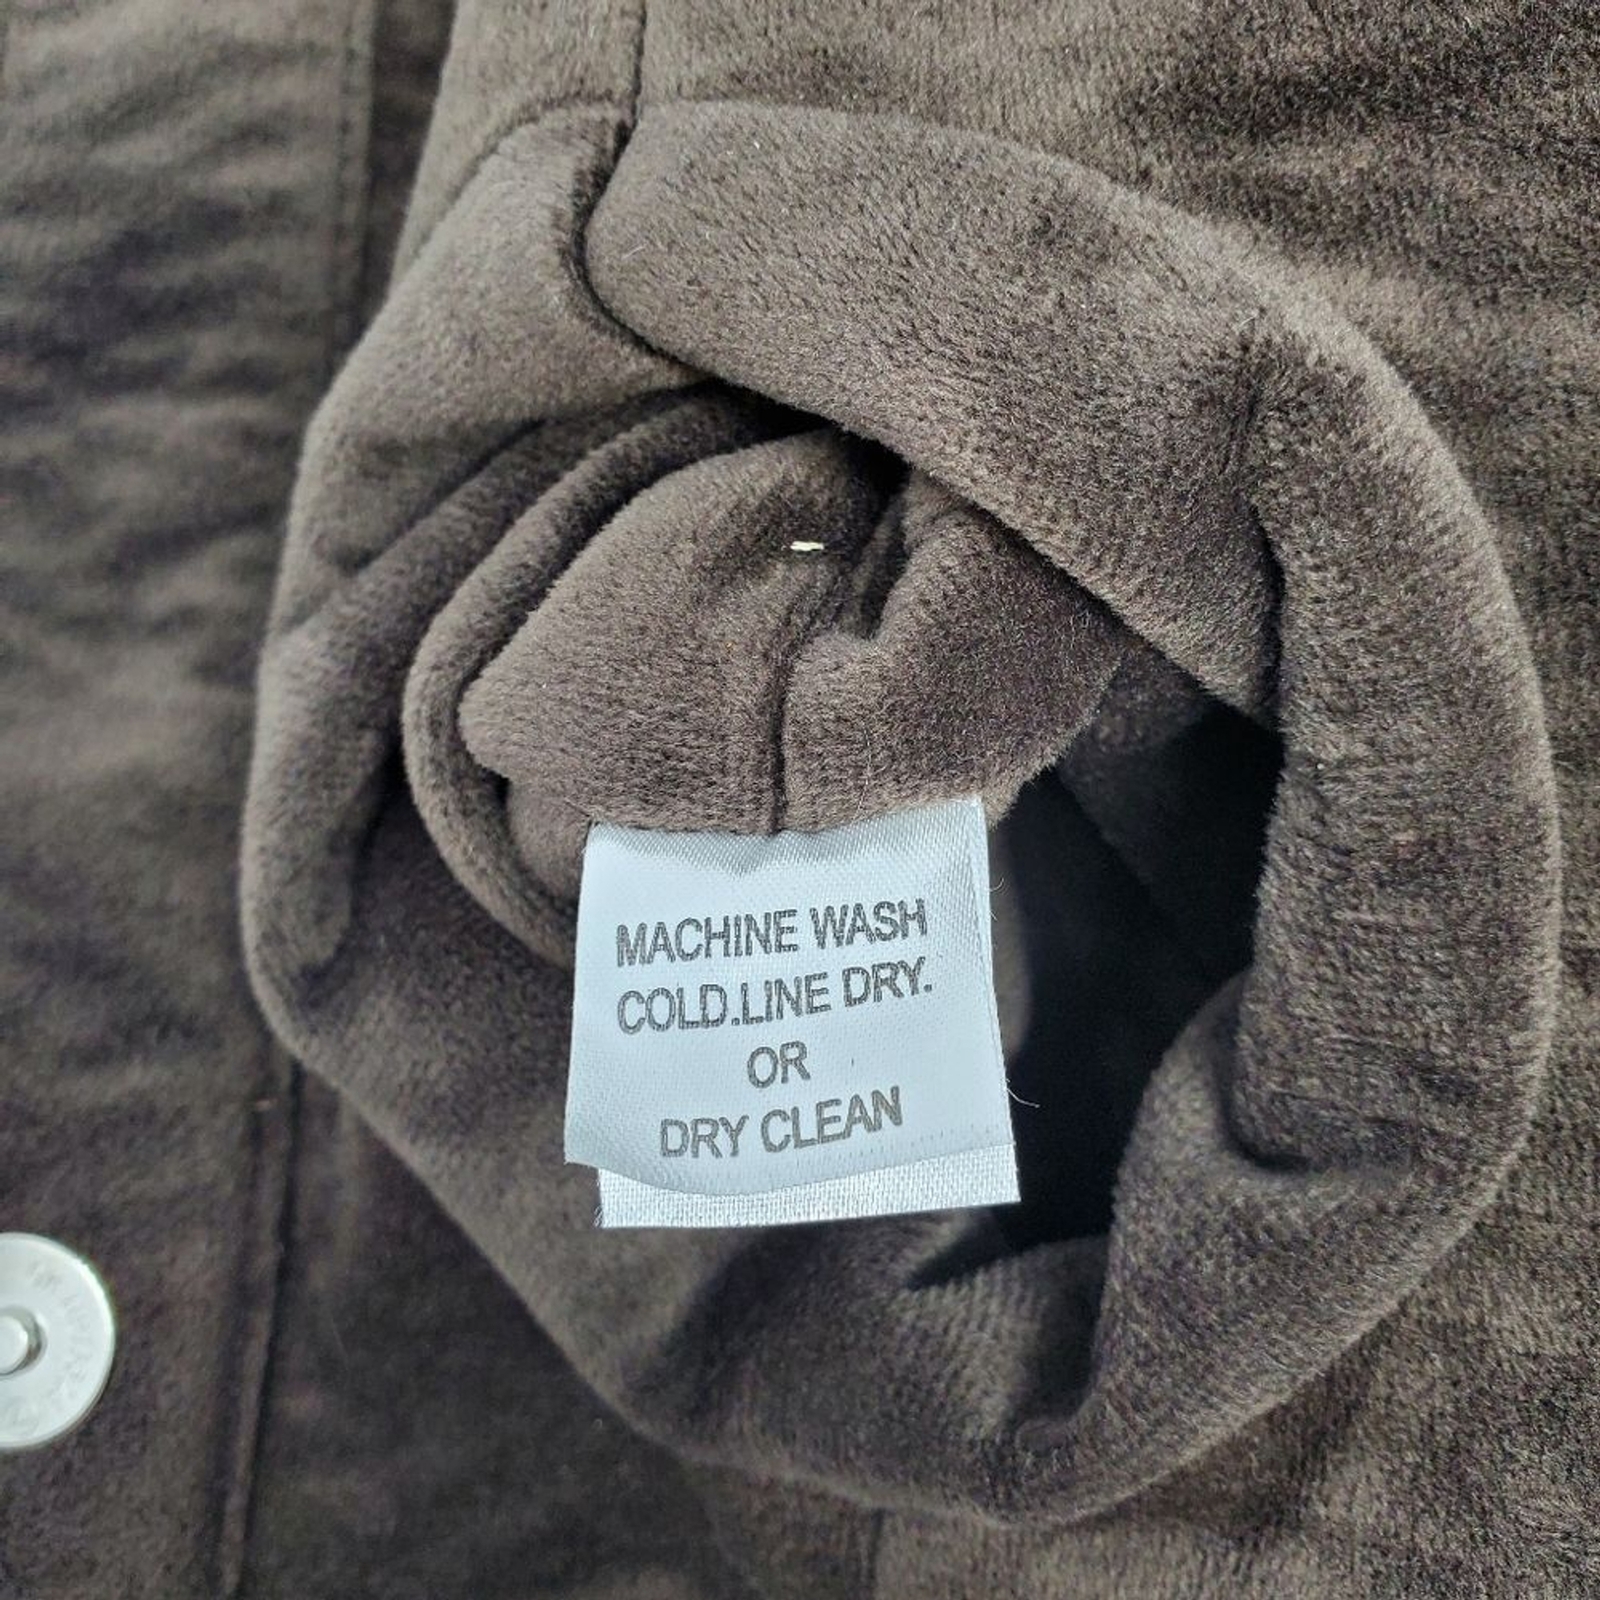 MACHINE WASH
COLD.LINE DRY.
OR
DRY CLEAN